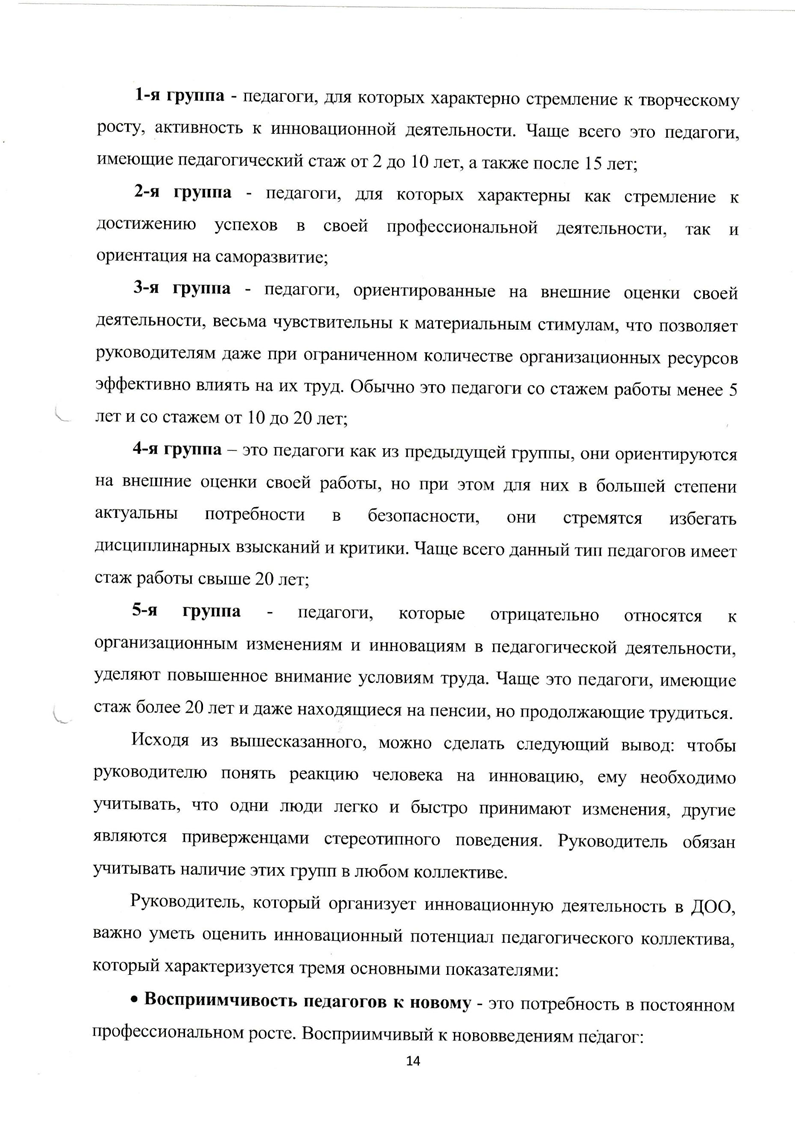 1-я группа - педагоги, для которых характерно стремление к творческому
росту, активность к инновационной деятельности. Чаще всего это педагоги,
имеющие педагогический стаж от 2 до 10 лет, а также после 15 лет;
2-я группа - педагоги, для которых характерны как стремление к
достижению успехов в своей профессиональной деятельности, так и
ориентация на саморазвитие;
3-я группа - педагоги, ориентированные на внешние оценки своей
деятельности, весьма чувствительны к материальным стимулам, что позволяет
руководителям даже при ограниченном количестве организационных ресурсов
эффективно влиять на их труд. Обычно это педагоги со стажем работы менее 5
лет и со стажем от 10 до 20 лет;
4-я группа – это педагоги как из предыдущей группы, они ориентируются
на внешние оценки своей работы, но при этом для них в большей степени
актуальны потребности в безопасности, они стремятся избегать
дисциплинарных взысканий и критики. Чаще всего данный тип педагогов имеет
стаж работы свыше 20 лет;
5-я группа - педагоги, которые отрицательно относятся к
организационным изменениям и инновациям в педагогической деятельности,
уделяют повышенное внимание условиям труда. Чаще это педагоги, имеющие
стаж более 20 лет и даже находящиеся на пенсии, но продолжающие трудиться.
Исходя из вышесказанного, можно сделать следующий вывод: чтобы
руководителю понять реакцию человека на инновацию, ему необходимо
учитывать, что одни люди легко и быстро принимают изменения, другие
являются приверженцами стереотипного поведения. Руководитель обязан
учитывать наличие этих групп в любом коллективе.
Руководитель, который организует инновационную деятельность в ДОО,
важно уметь оценить инновационный потенциал педагогического коллектива,
который характеризуется тремя основными показателями:
• Восприимчивость педагогов к новому - это потребность в постоянном
профессиональном росте. Восприимчивый к нововведениям педагог:
14